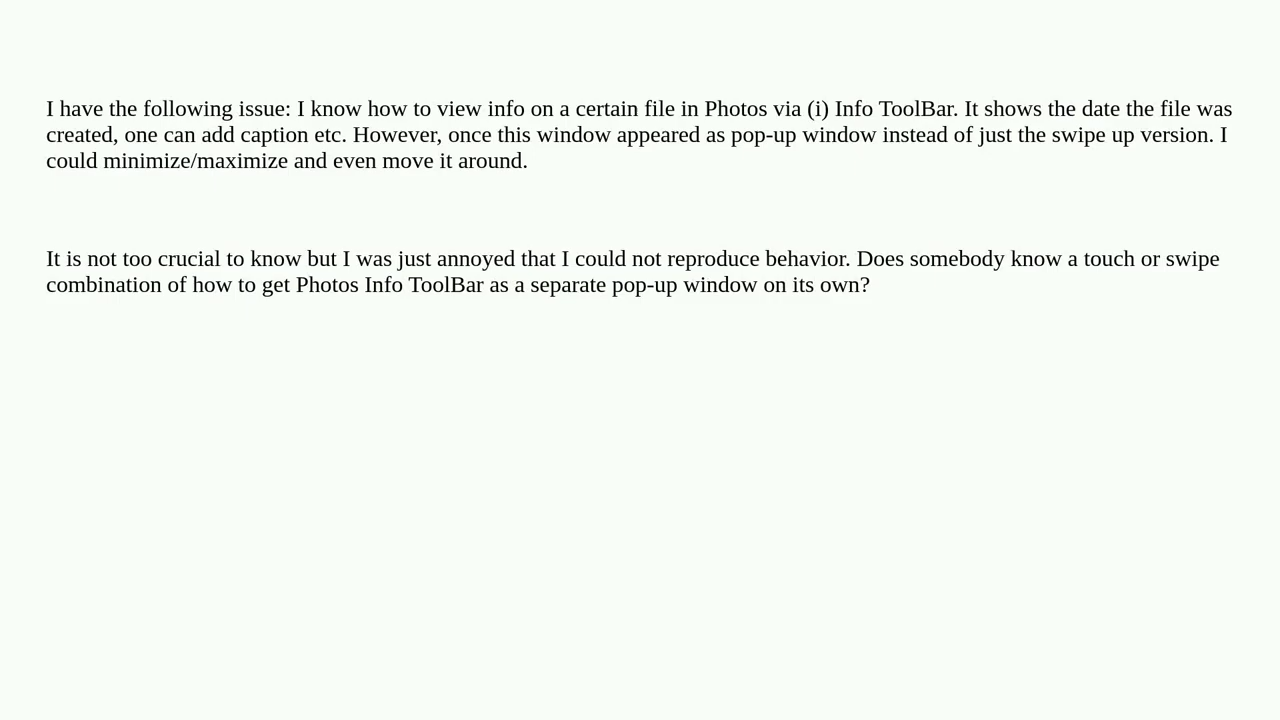 I have the following issue: I know how to view info on a certain file in Photos via (i) Info ToolBar. It shows the date the file was
created, one can add caption etc. However, once this window appeared as pop-up window instead of just the swipe up version. I
could minimize/maximize and even move it around.
It is not too crucial to know but I was just annoyed that I could not reproduce behavior. Does somebody know a touch or swipe
combination of how to get Photos Info ToolBar as a separate pop-up window on its own?